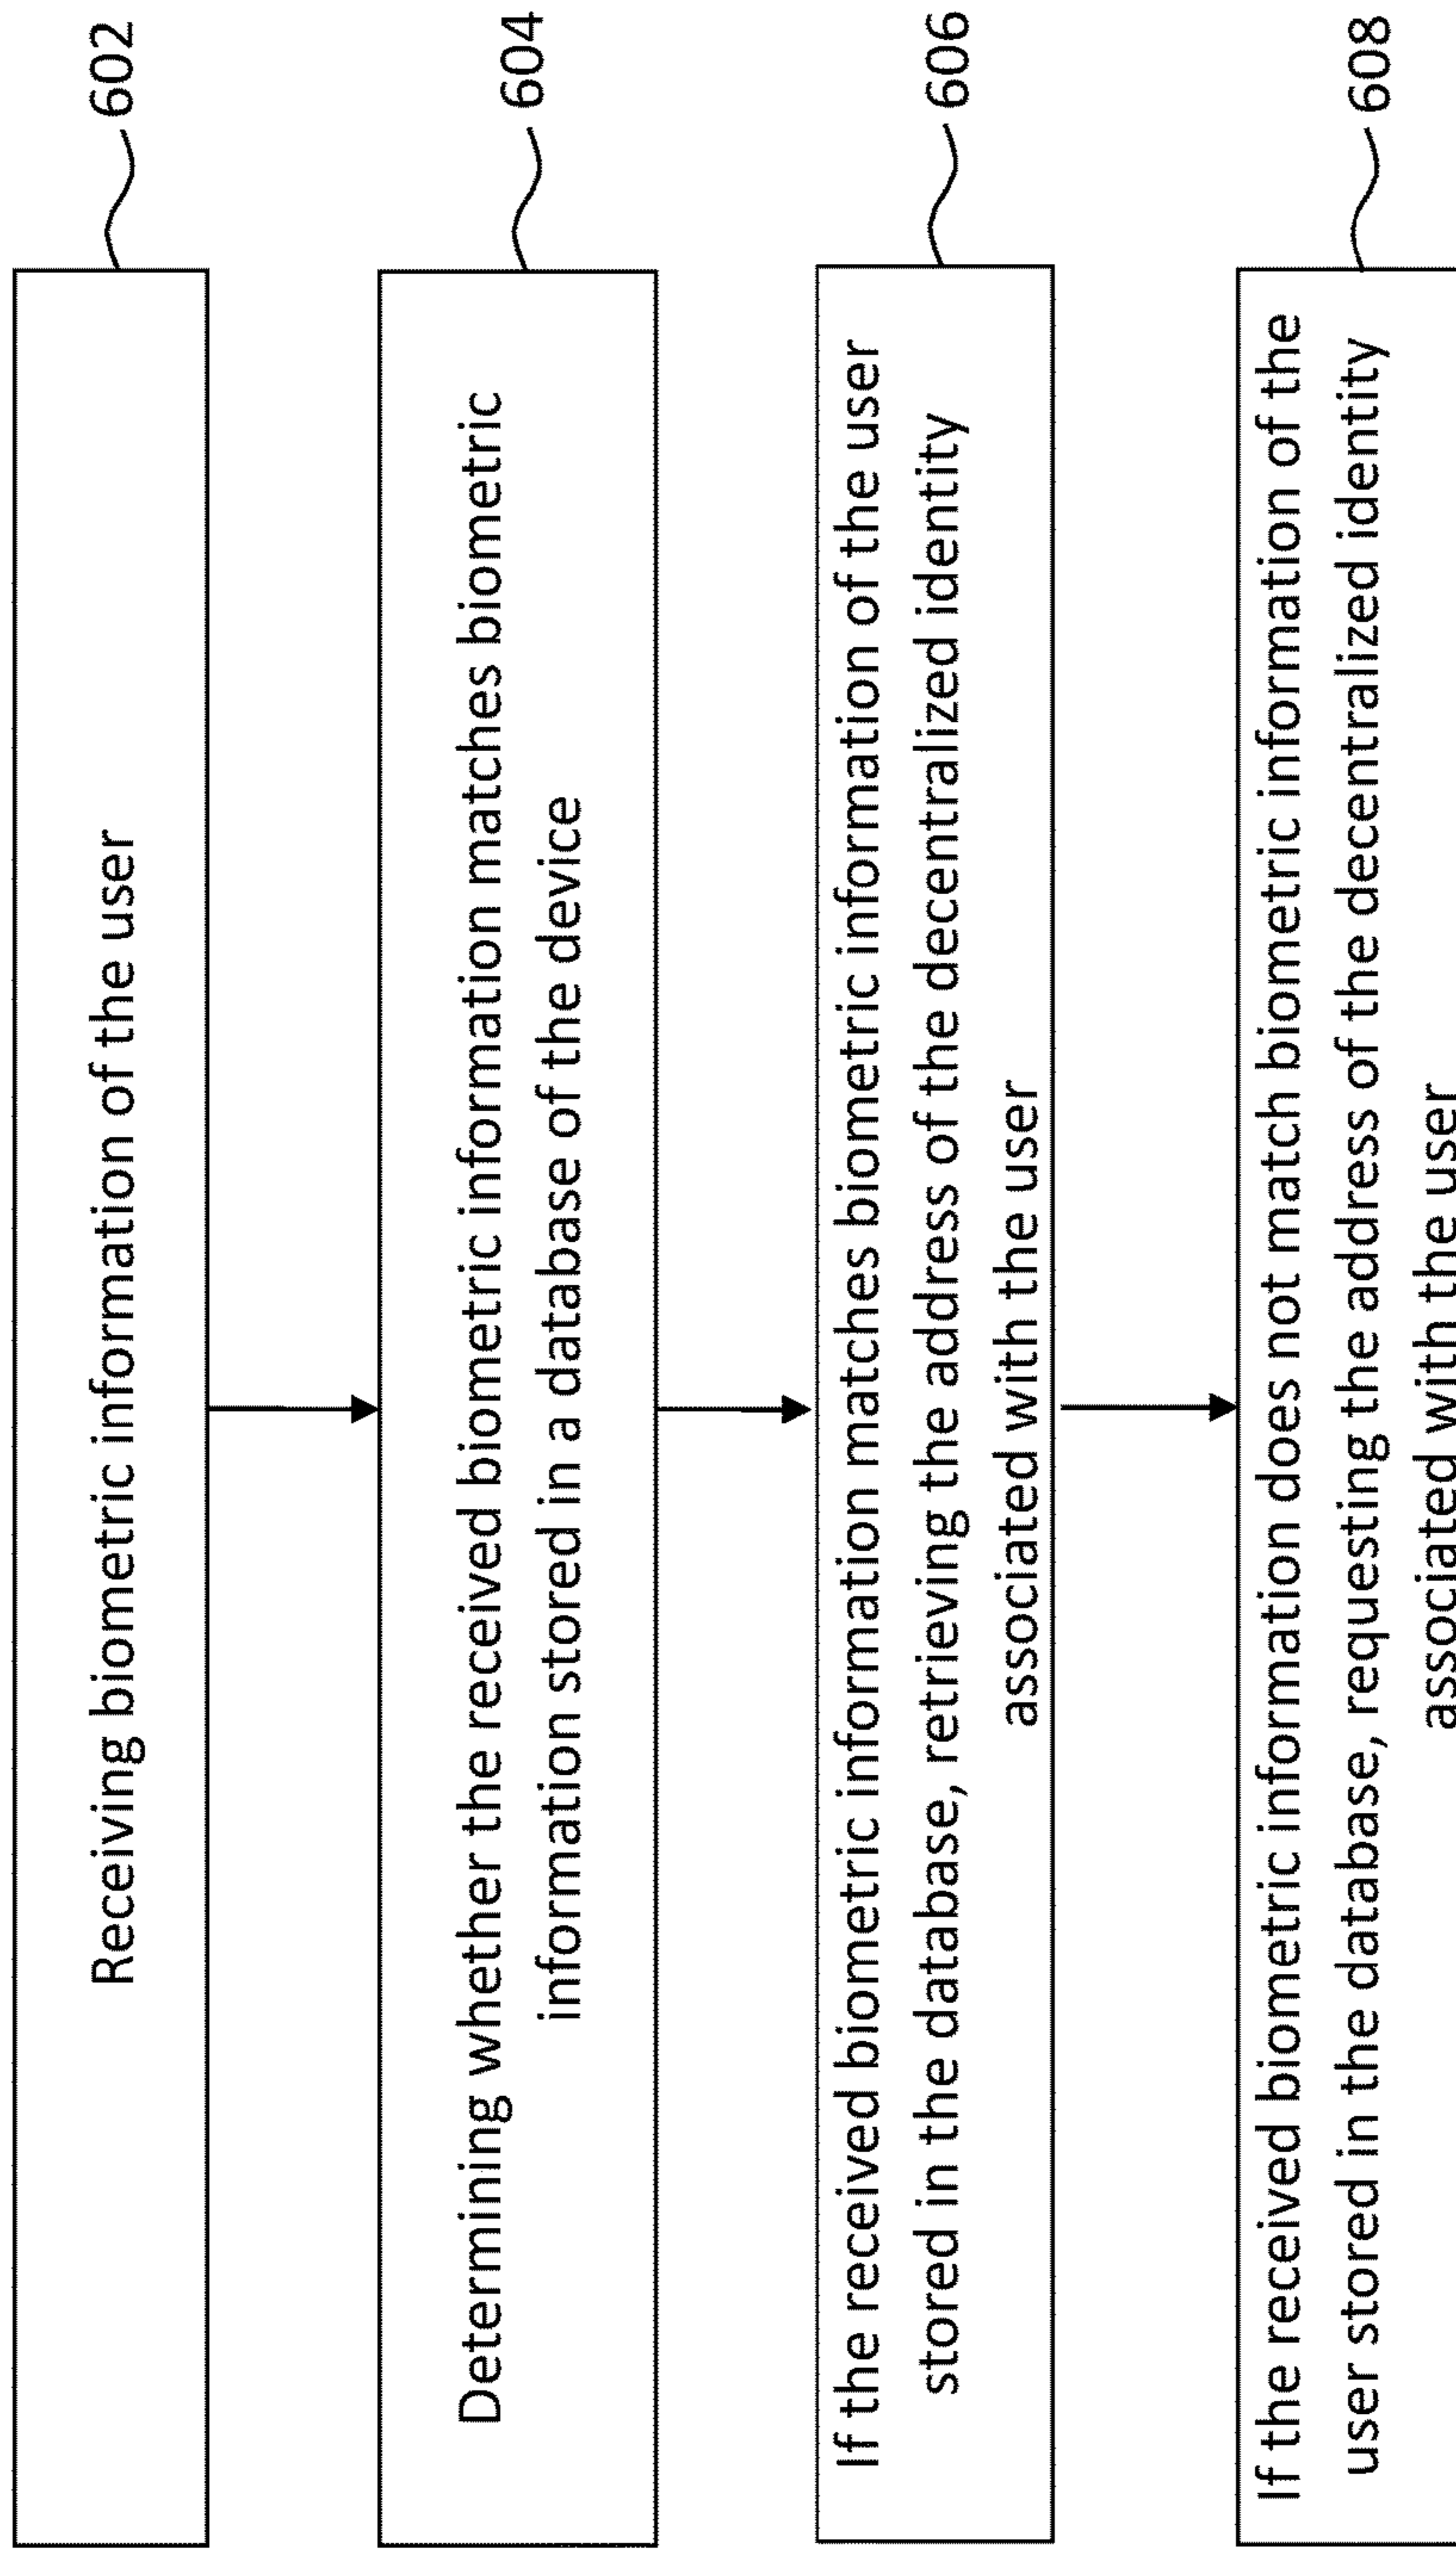 Receiving biometric information of the user
602
Determining whether the received biometric information matches biometric
information stored in a database of the device
604
If the received biometric information matches biometric information of the user
stored in the database, retrieving the address of the decentralized identity
associated with the user
606
If the received biometric information does not match biometric information of the
user stored in the database, requesting the address of the decentralized identity
associated with the user
608